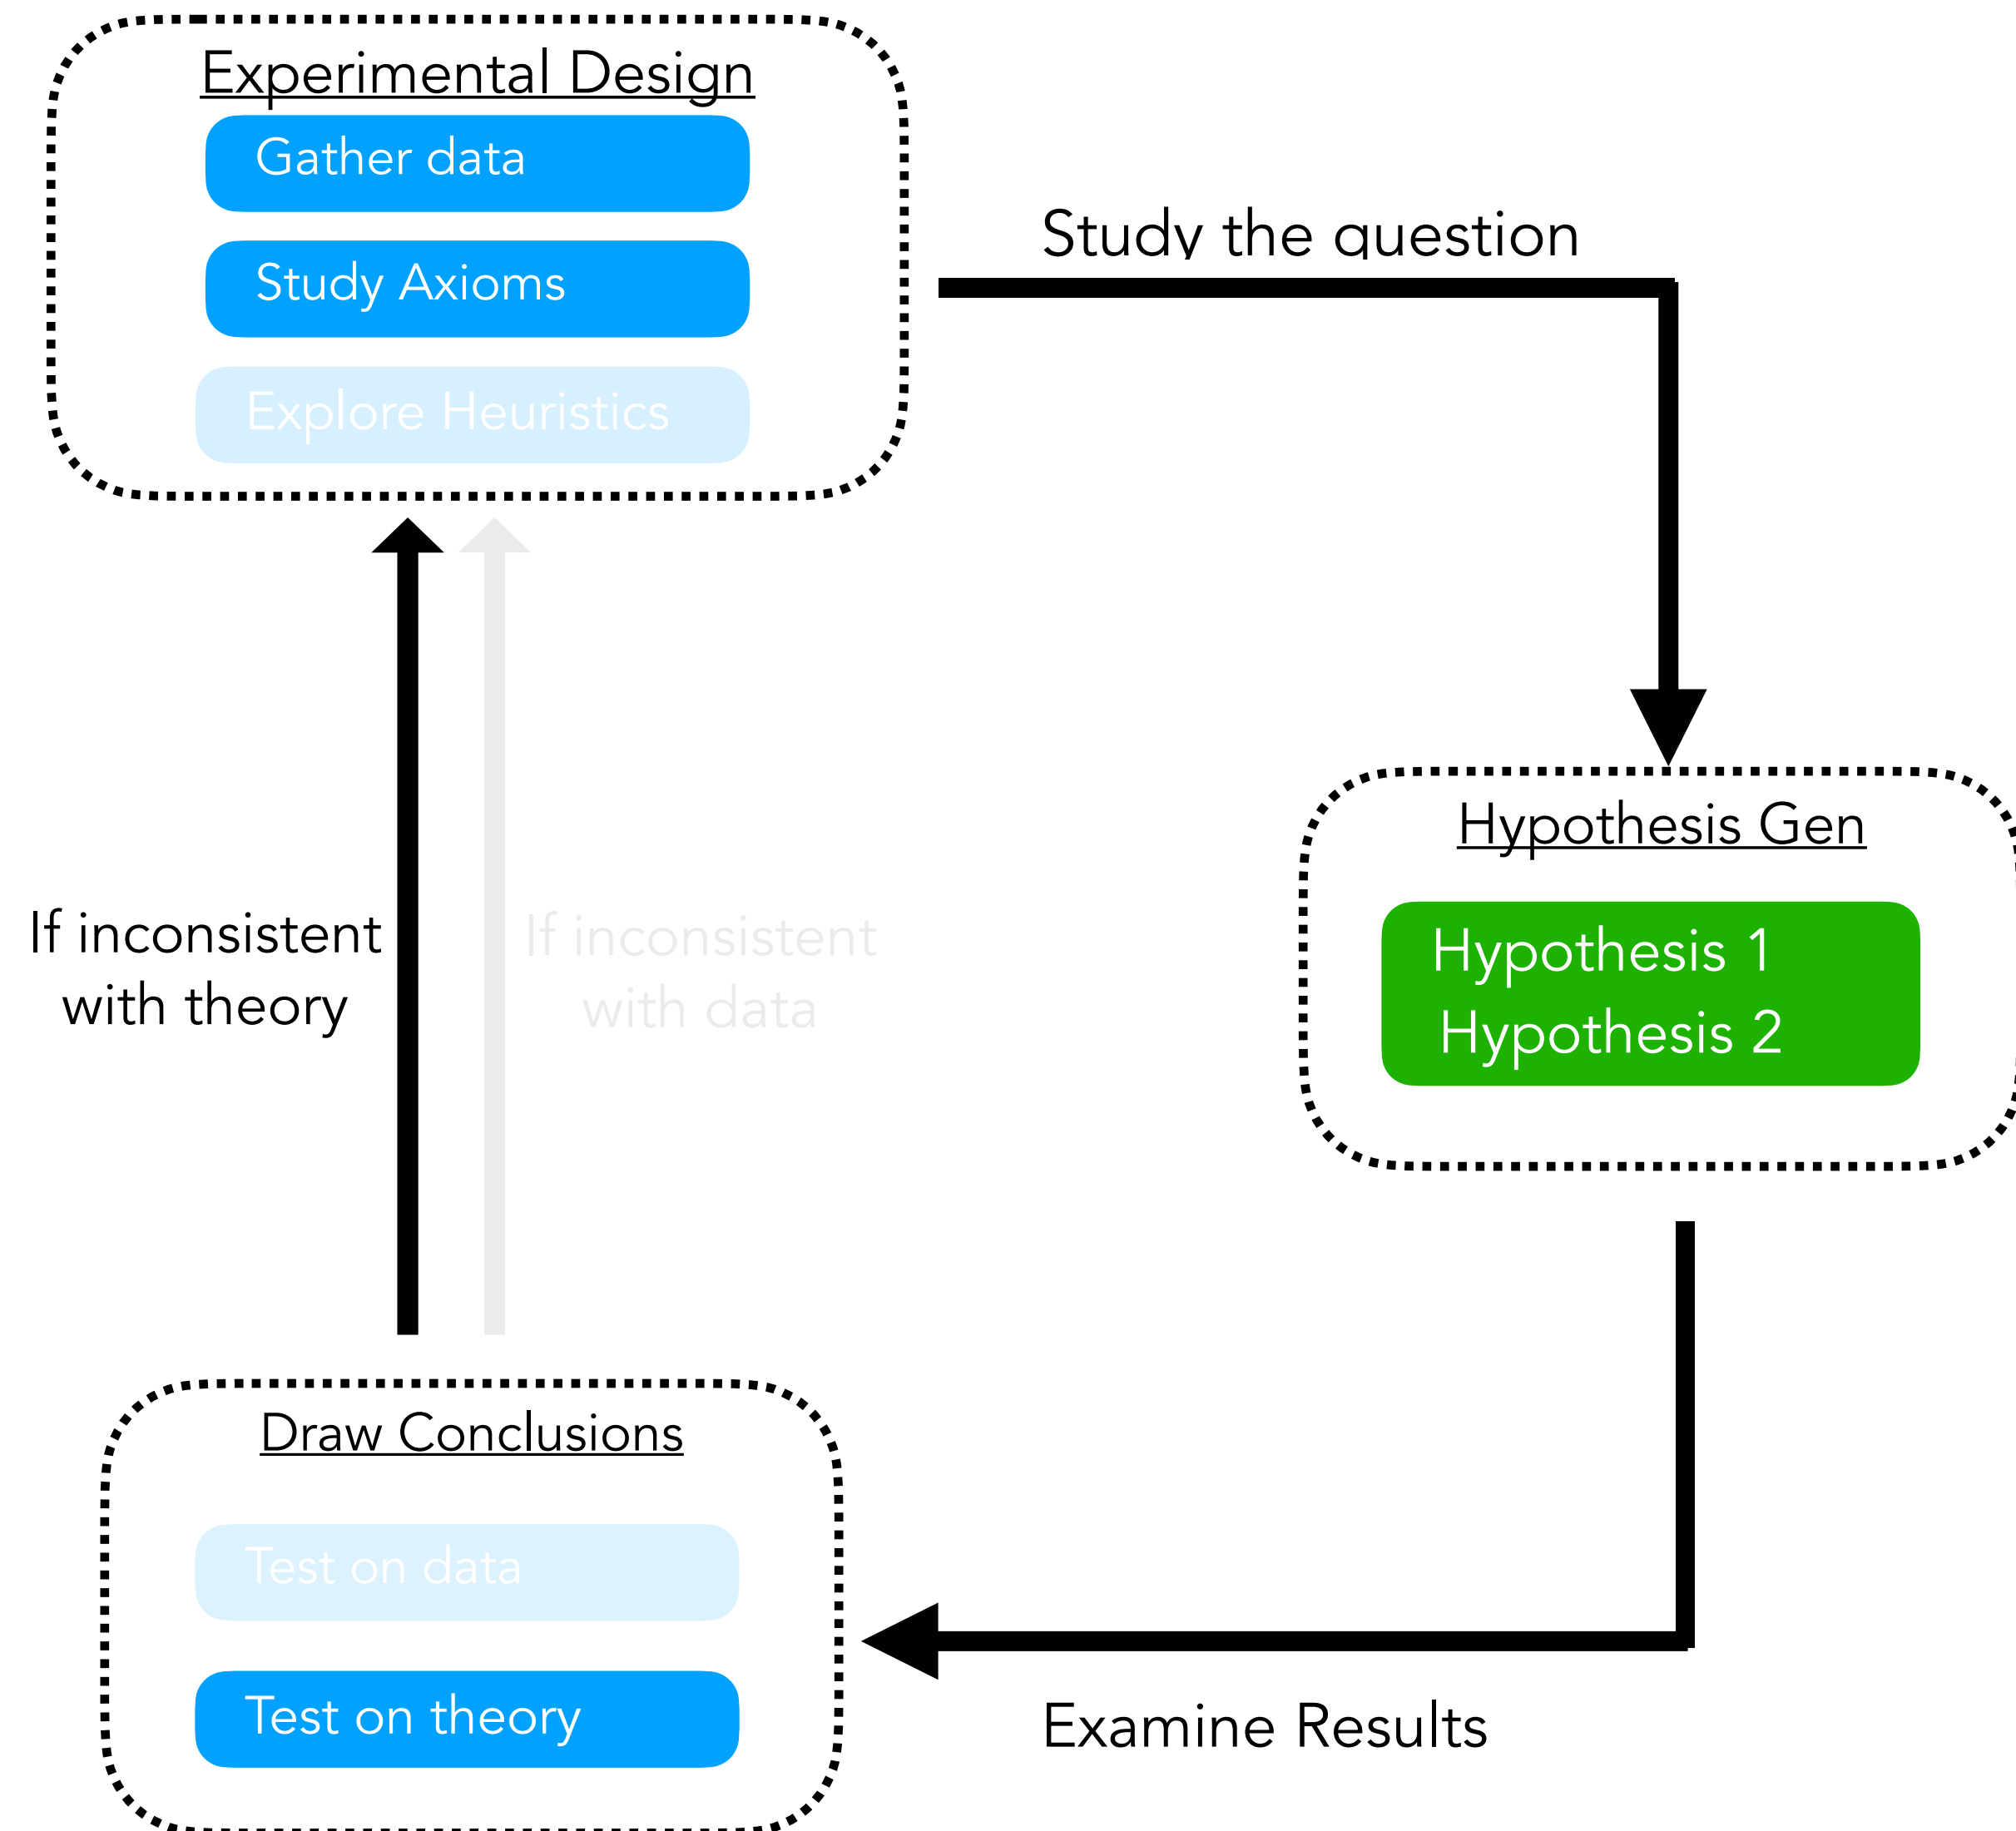 Experimental Design
Gather data
Study Axioms
Explore Heuristics
Study the question
Hypothesis Gen
Hypothesis 1
Hypothesis 2
If inconsistent
with theory
If inconsistent
with data
Draw Conclusions
Test on data
Test on theory
Examine Results